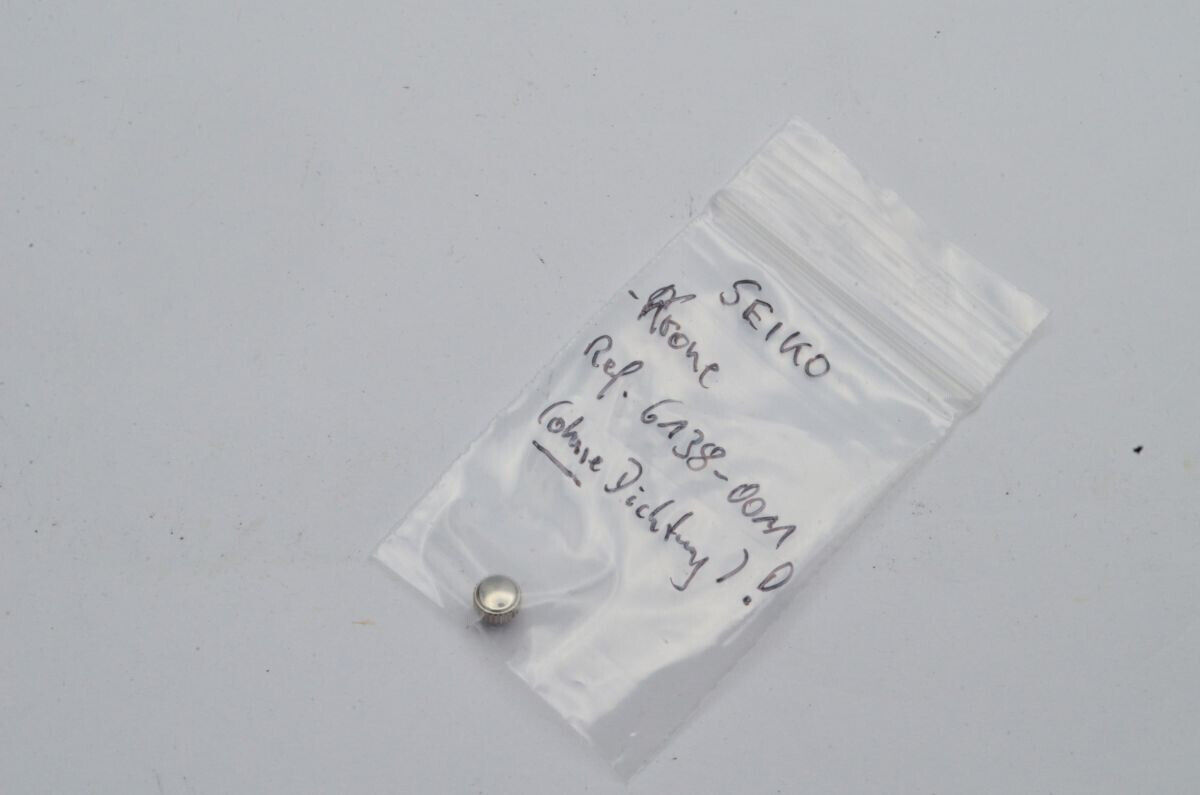 SEIKO
- Krone
Ref. 6138-0011
(ohne Dichtung)!